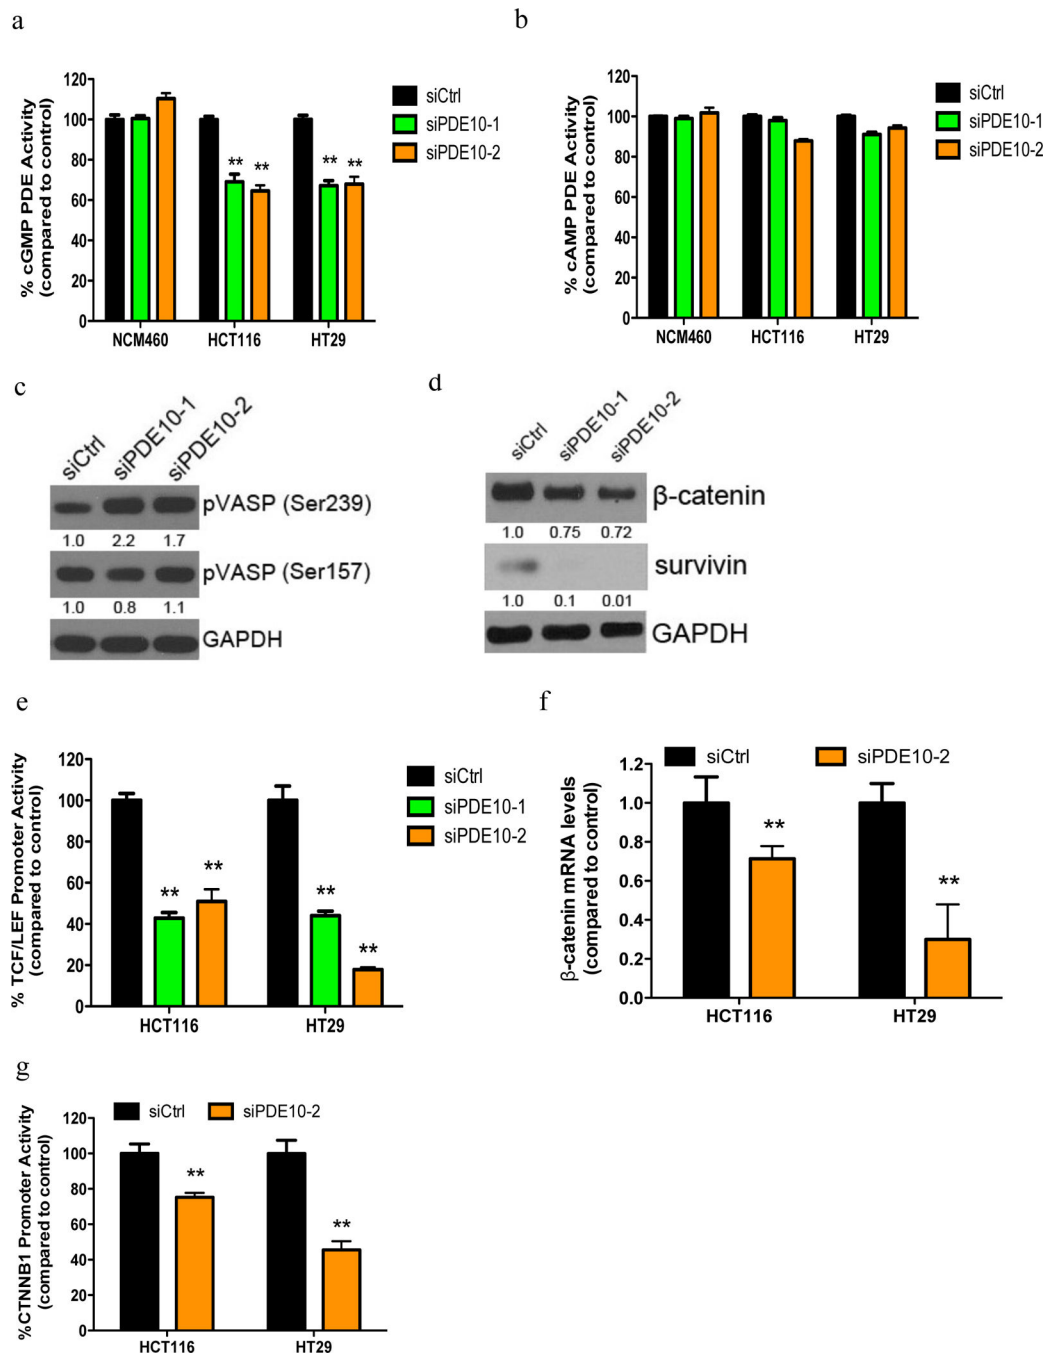 a
% cGMP PDE Activity
(compared to control)
120
100
80
60
40
20
0
** **
** **
NCM460 HCT116 HT29
siCtrl
siPDE10-1
siPDE10-2
b
% cAMP PDE Activity
(compared to control)
120
100
80
60
40
20
0
NCM460 HCT116 HT29
siCtrl
siPDE10-1
siPDE10-2
c
siCtrl siPDE10-1 siPDE10-2
pVASP (Ser239)
1.0 2.2 1.7
pVASP (Ser157)
1.0 0.8 1.1
GAPDH
d
siCtrl siPDE10-1 siPDE10-2
β-catenin
1.0 0.75 0.72
survivin
1.0 0.1 0.01
GAPDH
e
% TCF/LEF Promoter Activity
(compared to control)
120
100
80
60
40
20
0
** **
** **
HCT116 HT29
siCtrl
siPDE10-1
siPDE10-2
f
siCtrl siPDE10-2
β-catenin mRNA levels
(compared to control)
1.2
1.0
0.8
0.6
0.4
0.2
0.0
**
**
HCT116 HT29
g
siCtrl siPDE10-2
%CTNNB1 Promoter Activity
(compared to control)
120
100
80
60
40
20
0
**
**
HCT116 HT29